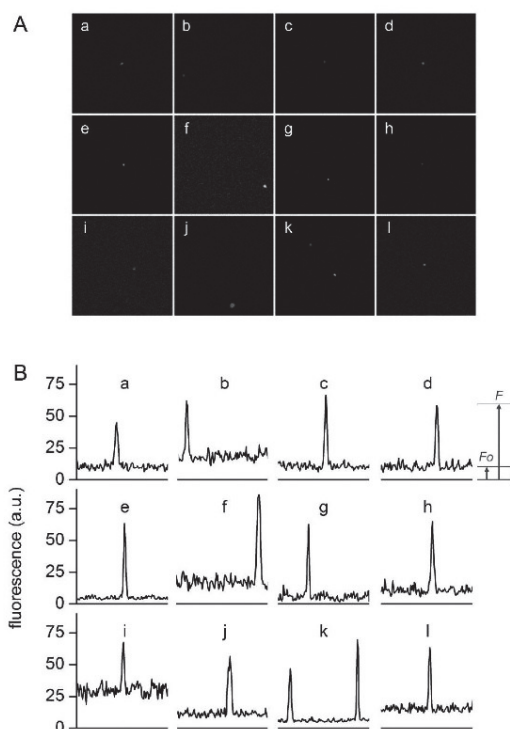 A
a b c d
e f g h
i j k l
B
75 a b c d F
50
25 Fo
0
fluorescence (a.u.)
75 e f g h
50
25
0
75 i j k l
50
25
0